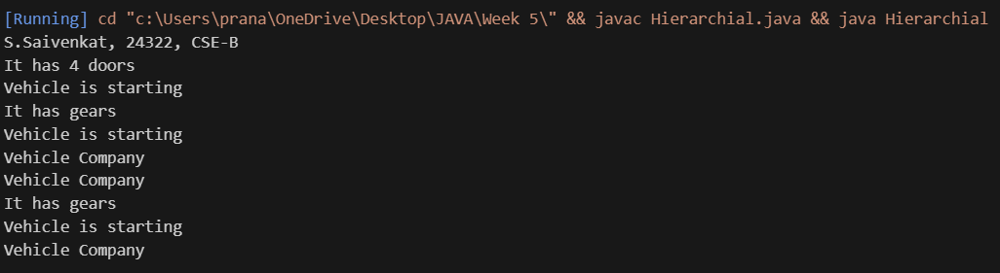 [Running] cd "c:\Users\prana\OneDrive\Desktop\JAVA\Week 5\" && javac Hierarchial.java && java Hierarchial
S.Saivenkat, 24322, CSE-B
It has 4 doors
Vehicle is starting
It has gears
Vehicle is starting
Vehicle Company
Vehicle Company
It has gears
Vehicle is starting
Vehicle Company